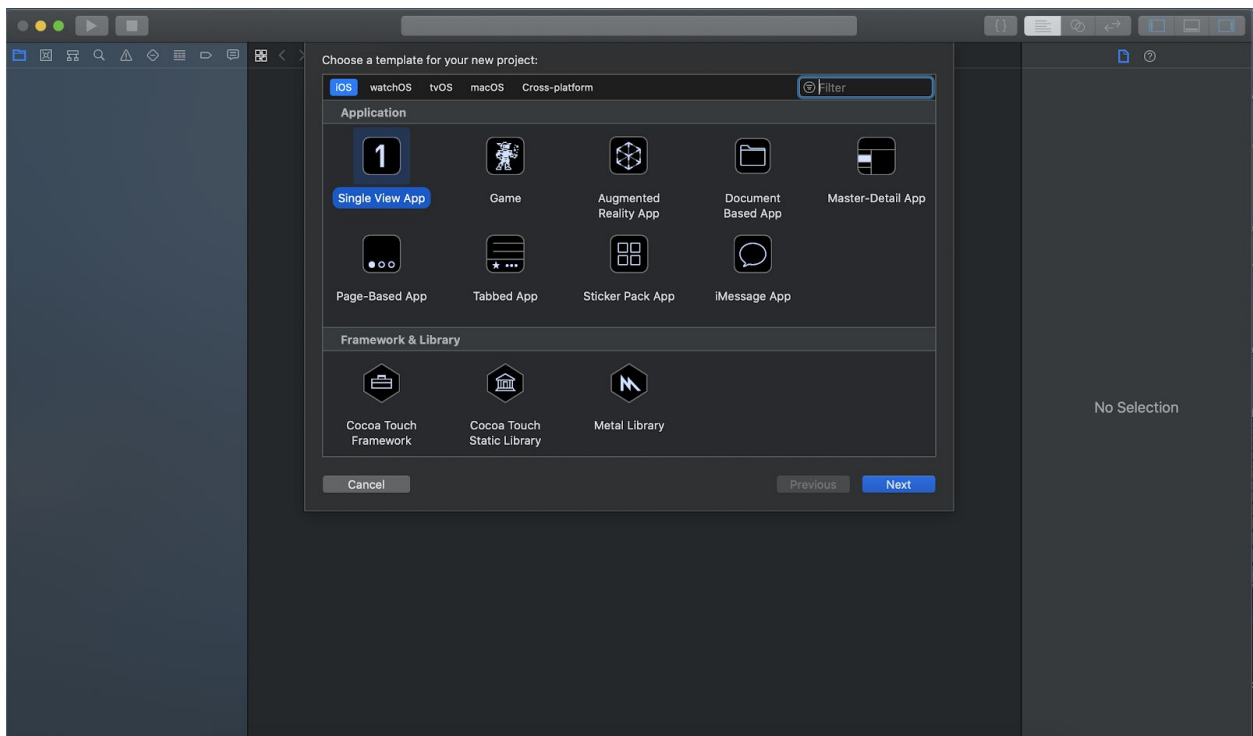 Choose a template for your new project:
iOS watchOS tvOS macOS Cross-platform Filter
Application
1
Single View App Game Augmented Reality App Document Based App Master-Detail App
Page-Based App Tabbed App Sticker Pack App iMessage App
Framework & Library
Cocoa Touch Framework Cocoa Touch Static Library Metal Library
No Selection
Cancel Previous Next